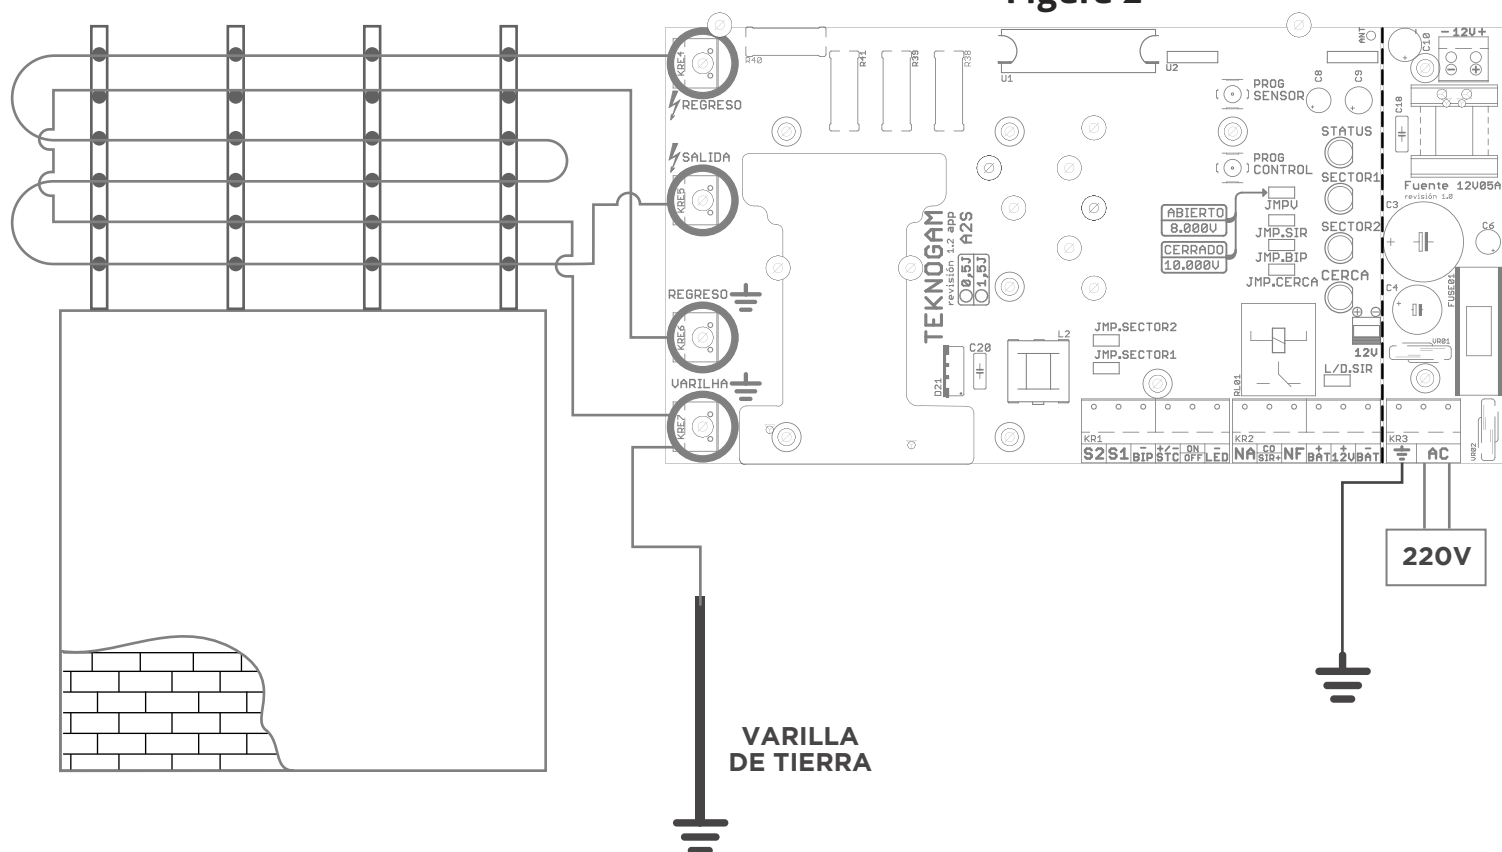 Figure 2
KRE4
REGRESO
SALIDA
KRE5
REGRESO
KRE6
VARILHA
KRE7
R40
R41
R39
R38
U1
U2
ANT
C10
- 12V +
PROG
SENSOR
C8
C9
C18
STATUS
PROG
CONTROL
SECTOR1
Fuente 12V05A
revisión 1.0
JMPV
ABIERTO
8.000V
JMP.SIR
SECTOR2
C3
C6
CERRADO
10.000V
JMP.BIP
JMP.CERCA
CERCA
C4
FUSE01
TEKNOGAM
revisión 1.2 app
A2S
0,5J
1,5J
JMP.SECTOR2
JMP.SECTOR1
L2
C20
D21
RL01
12V
VR01
L/D.SIR
KR1
S2 S1 - BIP +/- STC ON OFF - LED
KR2
NA CO SIR+ NF + BAT + 12V - BAT
KR3
AC
VR02
220V
VARILLA
DE TIERRA